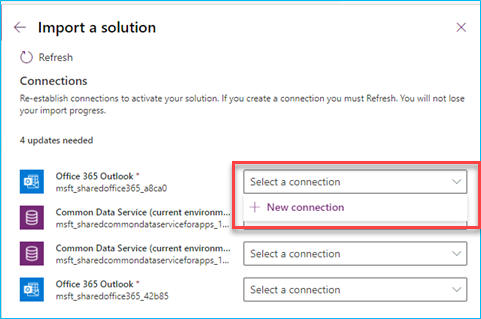 Import a solution
Refresh
Connections
Re-establish connections to activate your solution. If you create a connection you must Refresh. You will not lose
your import progress.
4 updates needed
Office 365 Outlook *
msft_sharedoffice365_a8ca0
Select a connection
New connection
Common Data Service (current environm...
msft_sharedcommondataserviceforapps_1...
Common Data Service (current environm...
msft_sharedcommondataserviceforapps_1...
Select a connection
Office 365 Outlook *
msft_sharedoffice365_42b85
Select a connection